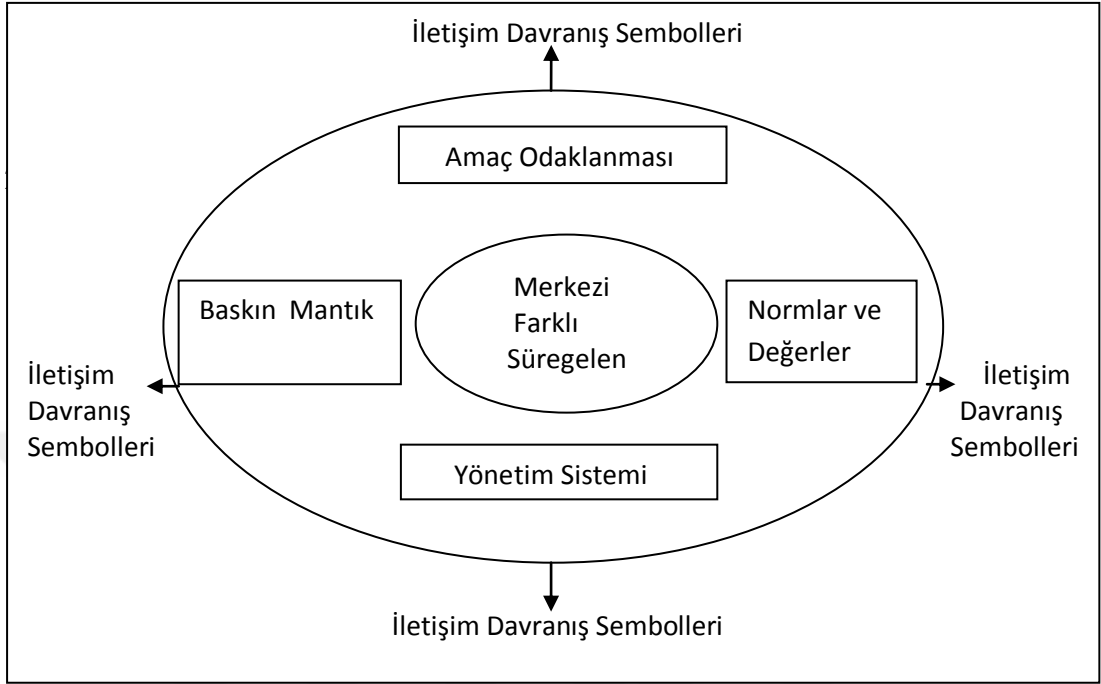 İletişim Davranış Sembolleri
Amaç Odaklanması
Baskın Mantık
Merkezi
Farklı
Süregelen
Normlar ve
Değerler
İletişim
Davranış
Sembolleri
İletişim
Davranış
Sembolleri
Yönetim Sistemi
İletişim Davranış Sembolleri